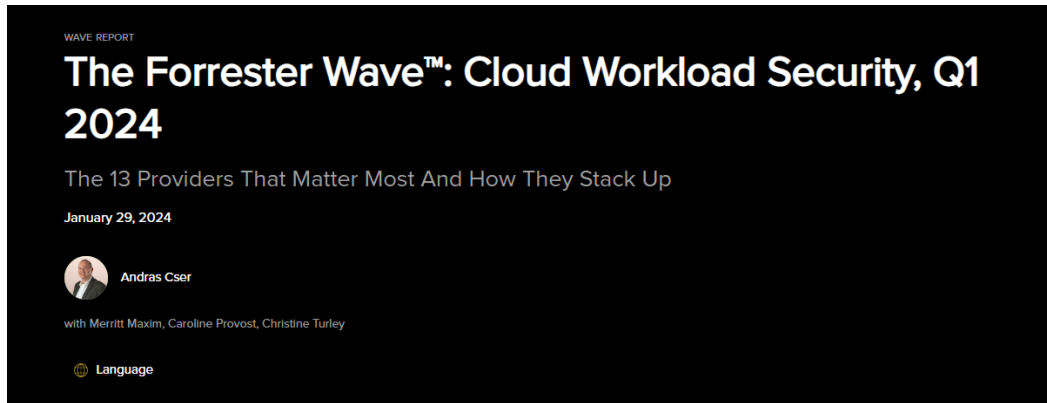 WAVE REPORT
The Forrester Wave™: Cloud Workload Security, Q1
2024
The 13 Providers That Matter Most And How They Stack Up
January 29, 2024
Andras Cser
with Merritt Maxim, Caroline Provost, Christine Turley
Language